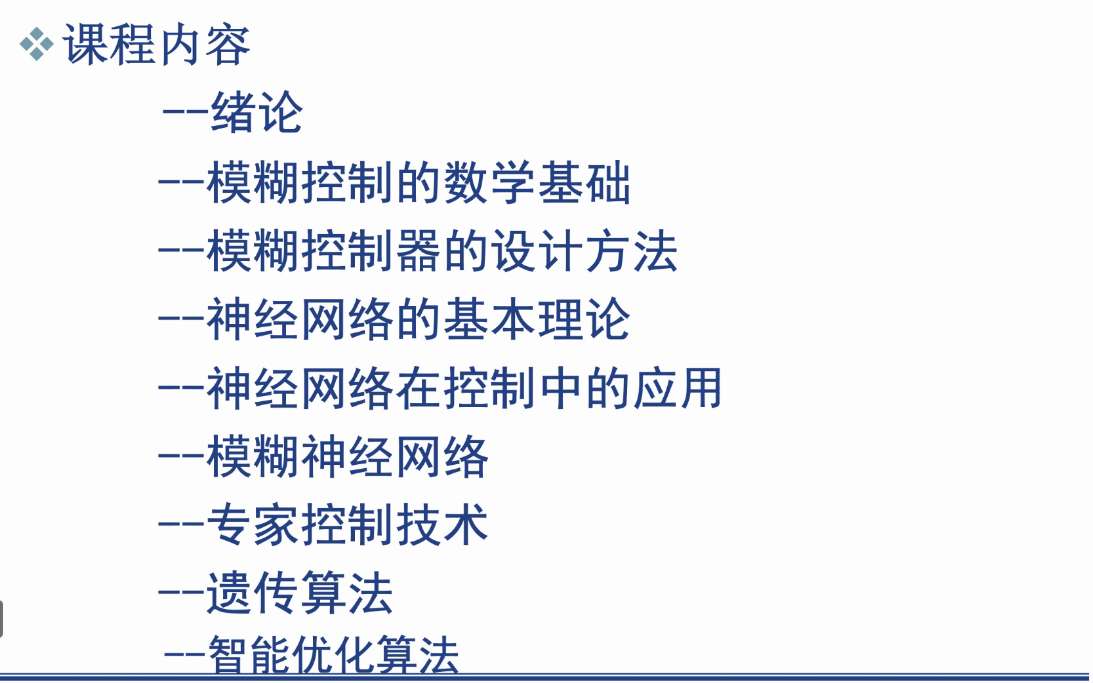 ❖课程内容
--绪论
--模糊控制的数学基础
--模糊控制器的设计方法
--神经网络的基本理论
--神经网络在控制中的应用
--模糊神经网络
--专家控制技术
--遗传算法
--智能优化算法